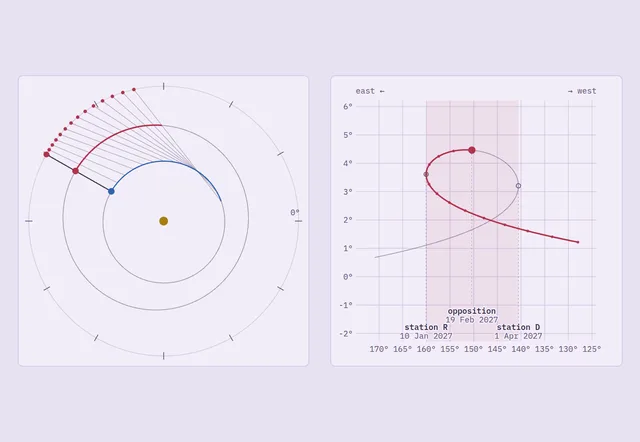 0°
east ←
→ west
6°
5°
4°
3°
2°
1°
0°
-1°
-2°
opposition
19 Feb 2027
station R
10 Jan 2027
station D
1 Apr 2027
170° 165° 160° 155° 150° 145° 140° 135° 130° 125°